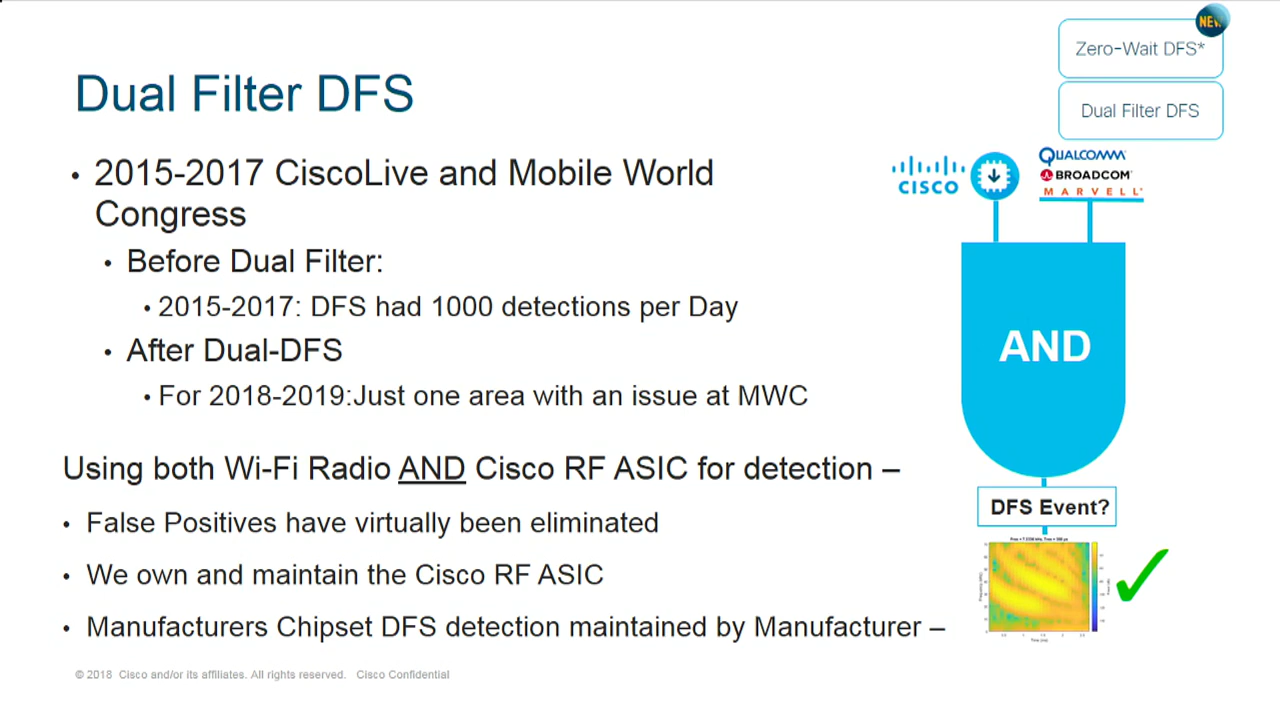 NEW
Zero-Wait DFS*
Dual Filter DFS
Dual Filter DFS
• 2015-2017 CiscoLive and Mobile World
Congress
• Before Dual Filter:
• 2015-2017: DFS had 1000 detections per Day
• After Dual-DFS
• For 2018-2019:Just one area with an issue at MWC
Using both Wi-Fi Radio AND Cisco RF ASIC for detection –
• False Positives have virtually been eliminated
• We own and maintain the Cisco RF ASIC
• Manufacturers Chipset DFS detection maintained by Manufacturer –
CISCO
QUALCOMM
BROADCOM
MARVELL
AND
DFS Event?
© 2018 Cisco and/or its affiliates. All rights reserved. Cisco Confidential